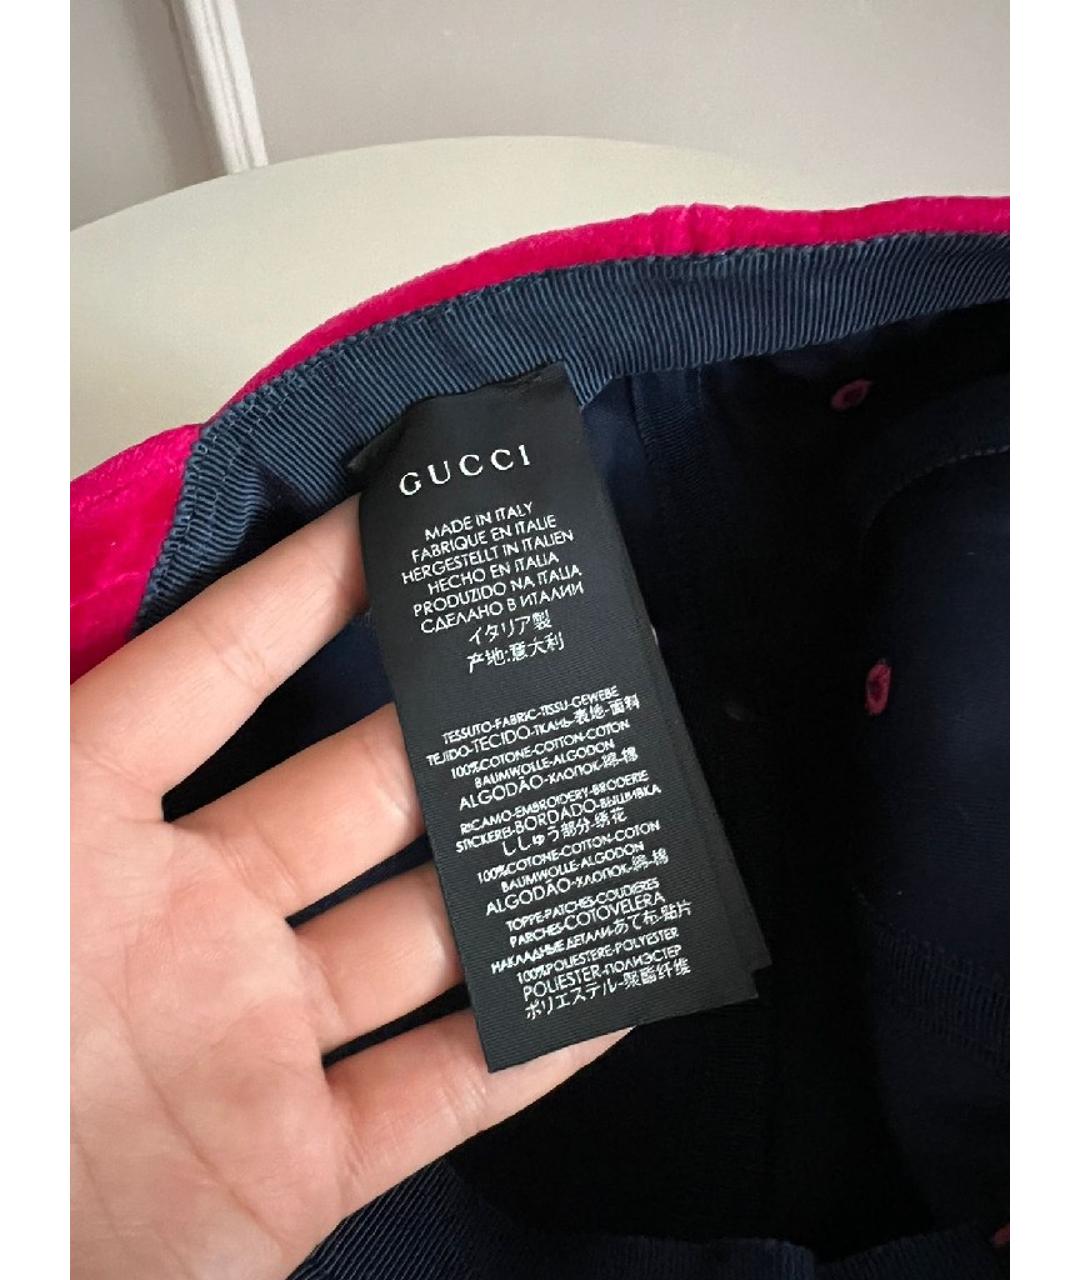 GUCCI
MADE IN ITALY
FABRIQUE EN ITALIE
HERGESTELLT IN ITALIEN
HECHO EN ITALIA
PRODUZIDO NA ITALIA
СДЕЛАНО В ИТАЛИИ
イタリア製
产地:意大利
TESSUTO-FABRIC-TISSU-GEWEBE
TEJIDO-TECIDO-ТКАНЬ-表地-面料
100%COTONE-COTTON-COTON
BAUMWOLLE-ALGODON
ALGODÃO-ХЛОПОК-綿-棉
RICAMO-EMBROIDERY-BRODERIE
STICKEREI-BORDADO-ВЫШИВКА
ししゅう部分-绣花
100%COTONE-COTTON-COTON
BAUMWOLLE-ALGODON
ALGODÃO-ХЛОПОК-綿-棉
TOPPE-PATCHES-COUDIERES
PARCHES-COTOVELERA
НАКЛАДНЫЕ ДЕТАЛИ-あて布-贴片
100%POLIESTERE-POLYESTER
POLIESTER-ПОЛИЭСТЕР
ポリエステル-聚酯纤维